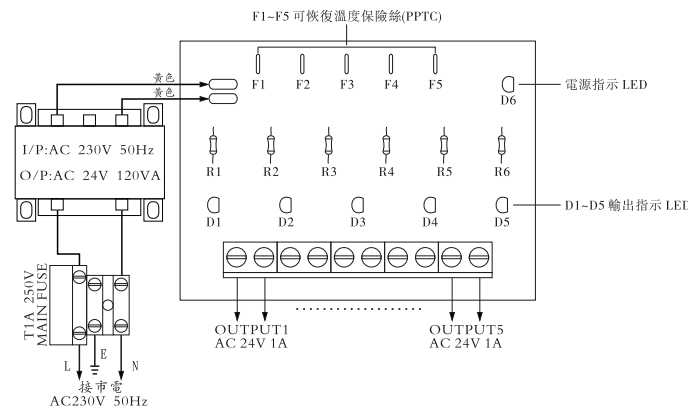 F1~F5 可恢復溫度保險絲(PPTC)
黃色
黃色
F1 F2 F3 F4 F5
D6
電源指示 LED
I/P:AC 230V 50Hz
O/P:AC 24V 120VA
R1 R2 R3 R4 R5 R6
D1 D2 D3 D4 D5
D1~D5 輸出指示 LED
T1A 250V
MAIN FUSE
OUTPUT1
AC 24V 1A
OUTPUT5
AC 24V 1A
L E N
接市電
AC230V 50Hz